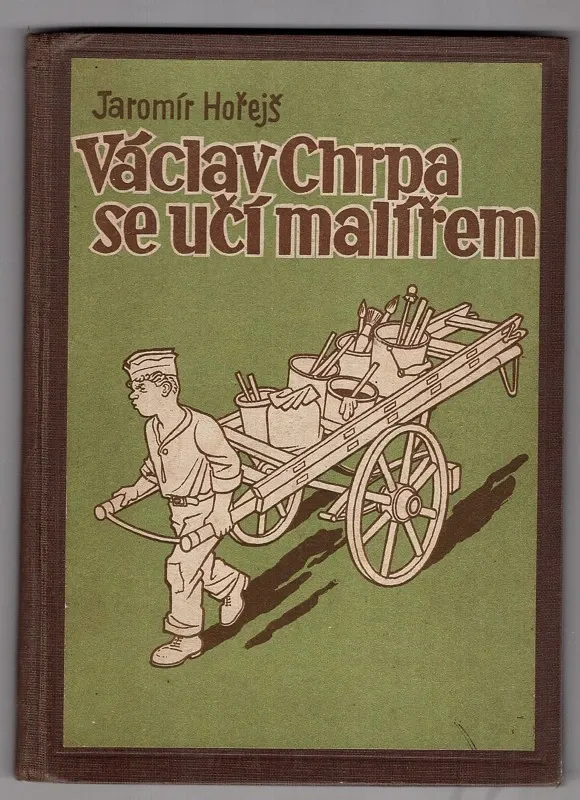 Jaromír Hořejš
Václav Chrpa
se učí malířem